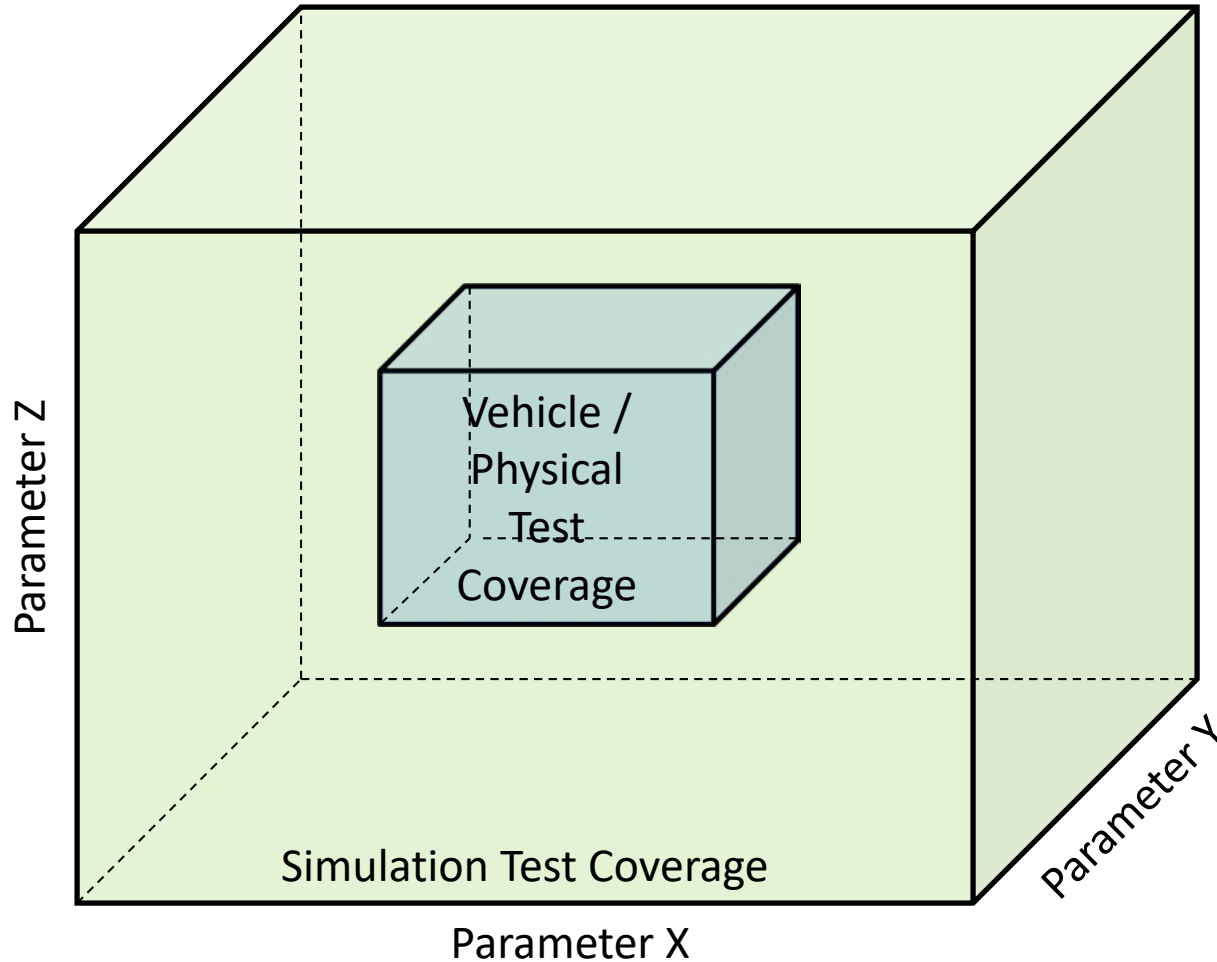 Vehicle /
Physical
Test
Coverage
Parameter Z
Parameter Y
Simulation Test Coverage
Parameter X